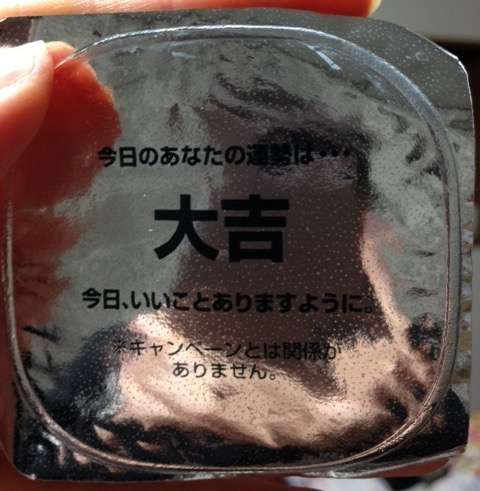 今日のあなたの運勢は・・・
大吉
今日、いいことありますように。
※キャンペーンとは関係が
ありません。